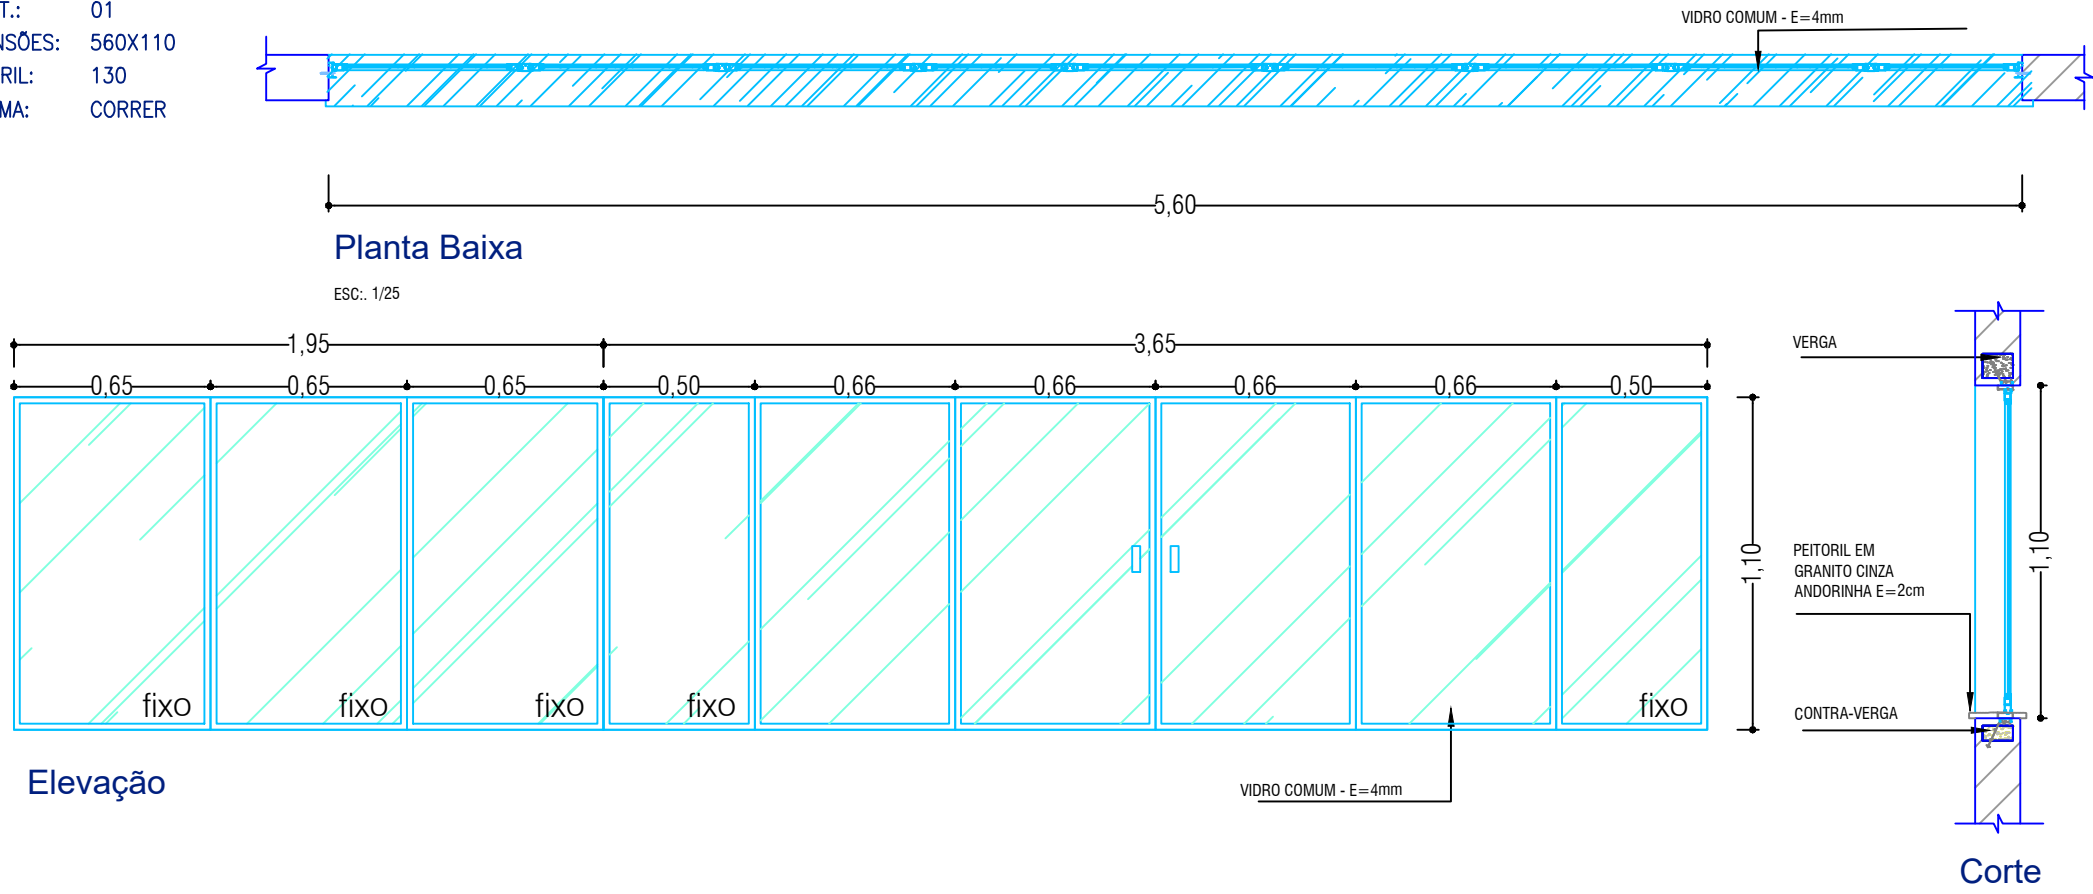 T.: 01
NSÕES: 560X110
RIL: 130
MA: CORRER
VIDRO COMUM - E=4mm
5,60
Planta Baixa
ESC:. 1/25
1,95 3,65
0,65 0,65 0,65 0,50 0,66 0,66 0,66 0,66 0,50
fixo fixo fixo fixo fixo
1,10
VIDRO COMUM - E=4mm
Elevação
VERGA
PEITORIL EM
GRANITO CINZA
ANDORINHA E=2cm
CONTRA-VERGA
1,10
Corte